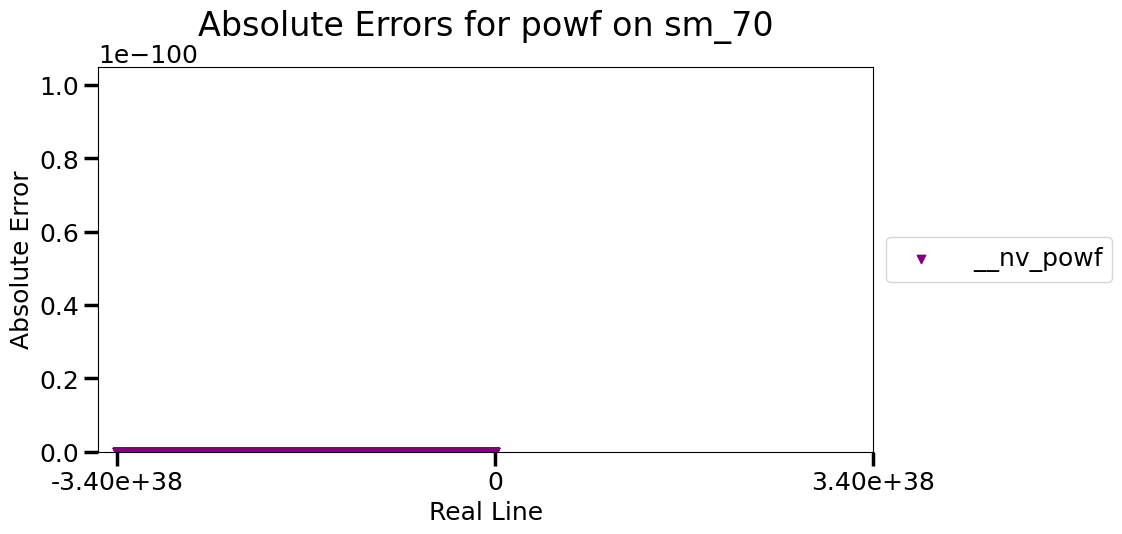 Absolute Errors for powf on sm_70
1e−100
1.0
0.8
0.6
0.4
0.2
0.0
Absolute Error
-3.40e+38
0
3.40e+38
Real Line
__nv_powf